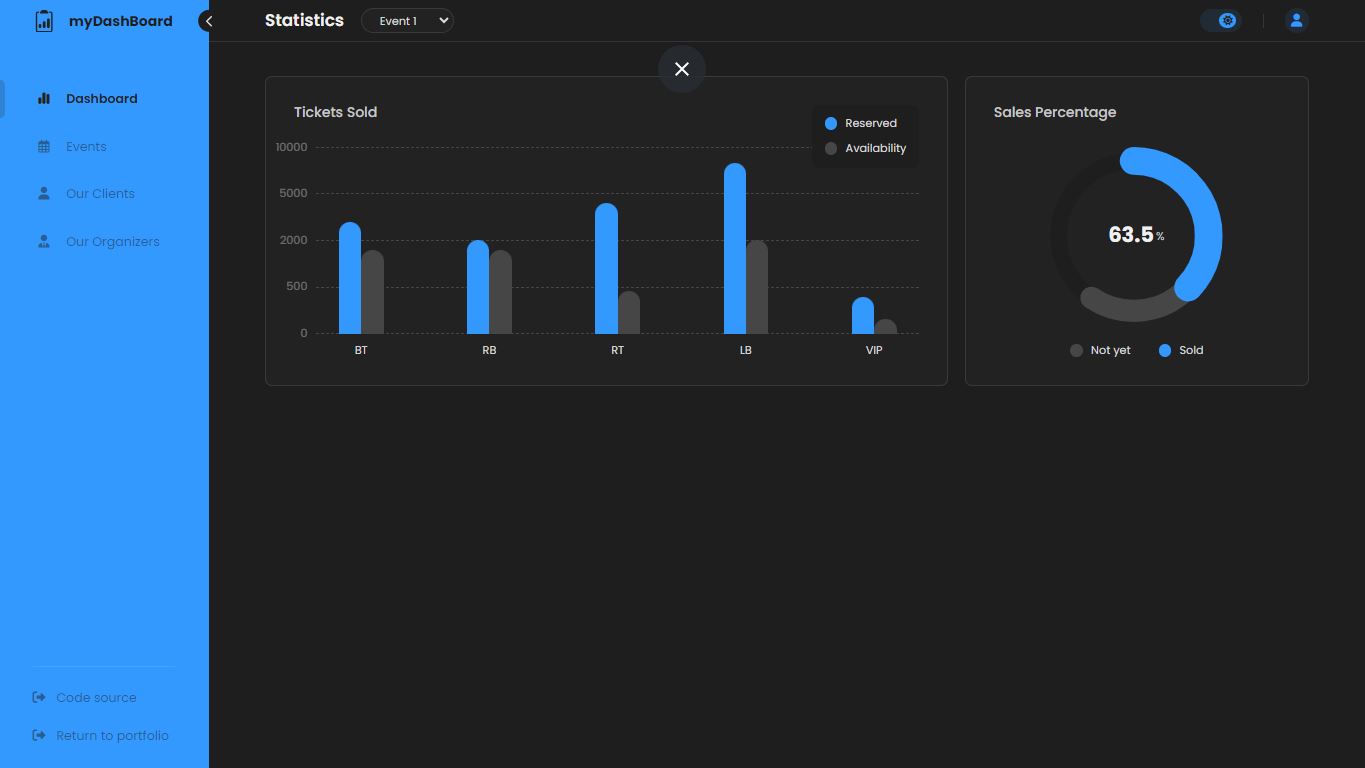 myDashBoard
Statistics
Event 1
Dashboard
Events
Our Clients
Our Organizers
Code source
Return to portfolio
Tickets Sold
Reserved
Availability
10000
5000
2000
500
0
BT RB RT LB VIP
Sales Percentage
63.5%
Not yet Sold